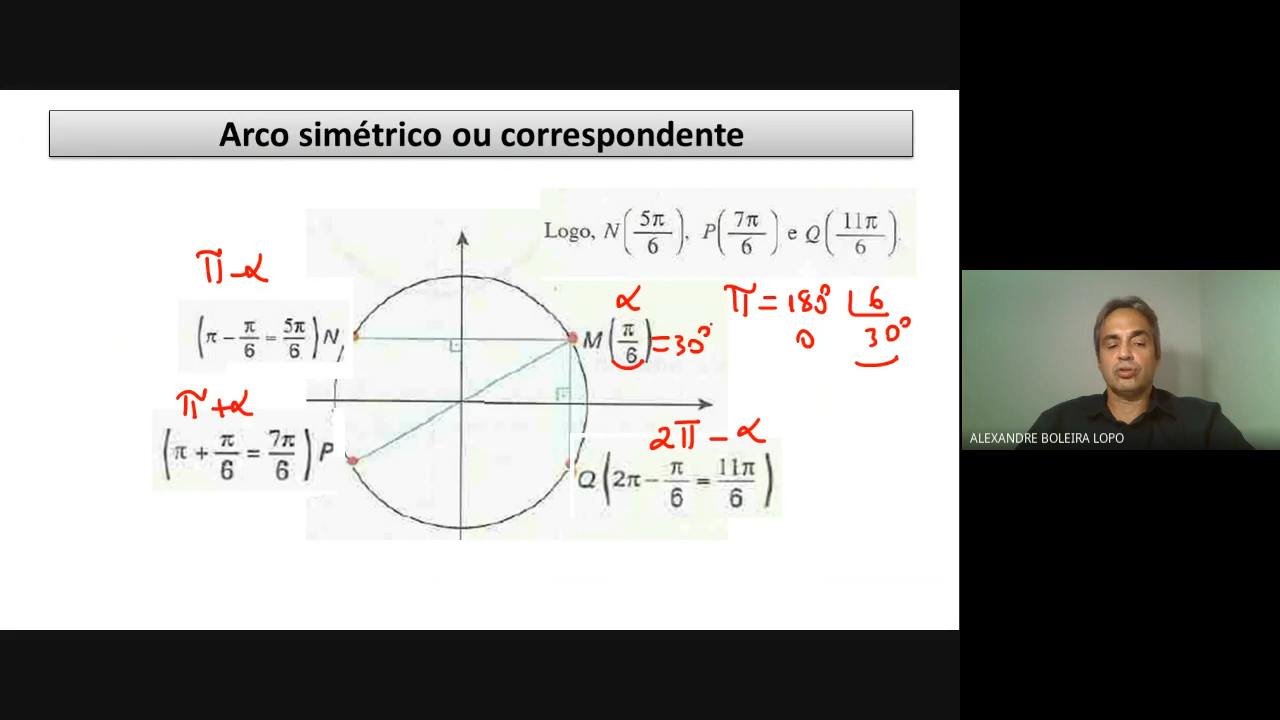 Arco simétrico ou correspondente
Logo, N(5π/6), P(7π/6) e Q(11π/6).
π-α
(π - π/6 = 5π/6) N
α
M (π/6) = 30°
π = 180° 6
0 30°
π+α
(π + π/6 = 7π/6) P
2π - α
Q (2π - π/6 = 11π/6)
ALEXANDRE BOLEIRA LOPO